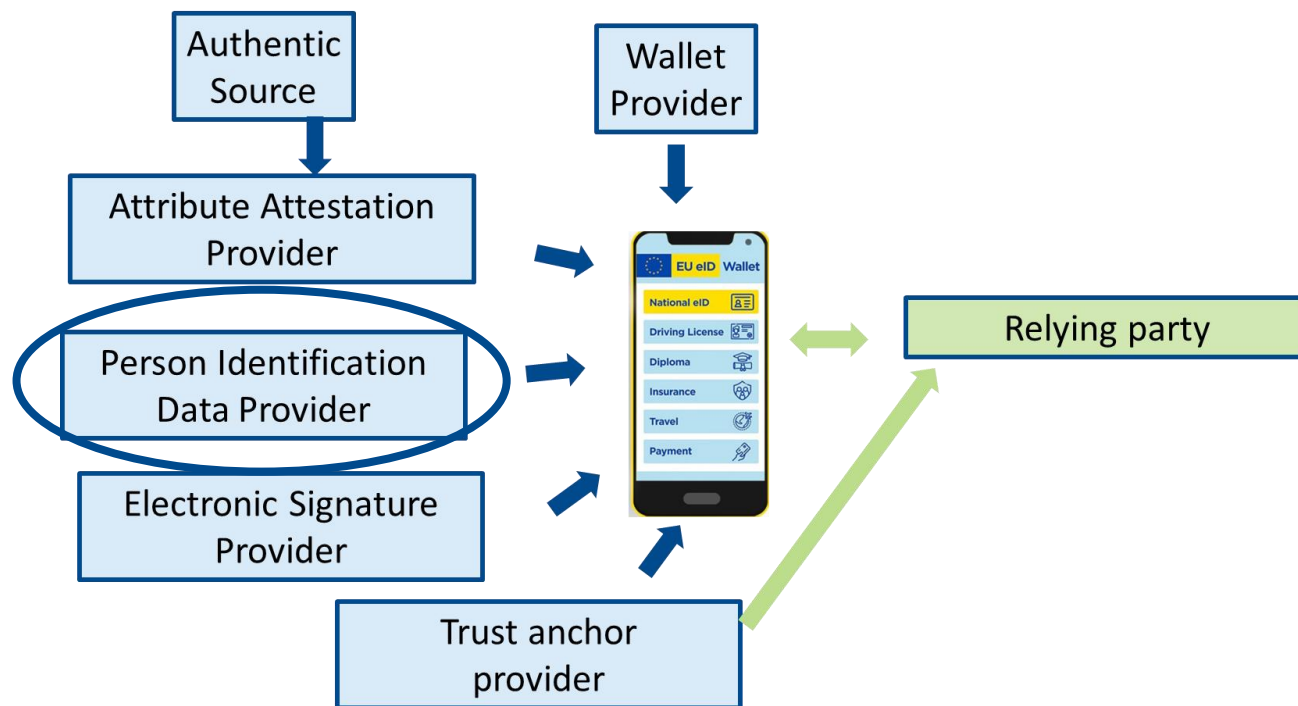 Authentic
Source
Wallet
Provider
Attribute Attestation
Provider
EU eID Wallet
National eID
Driving License
Diploma
Insurance
Travel
Payment
Person Identification
Data Provider
Relying party
Electronic Signature
Provider
Trust anchor
provider